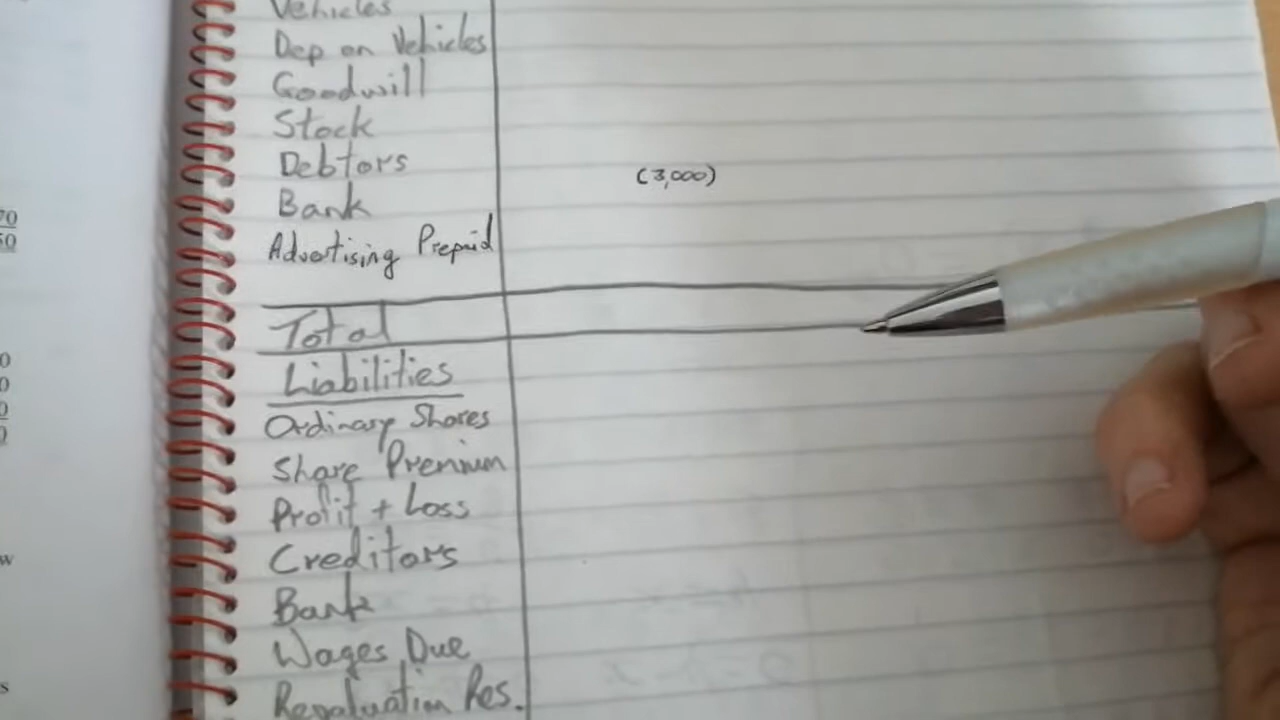 Vehicles
Dep on Vehicles
Goodwill
Stock
Debtors (3,000)
Bank
Advertising Prepaid
Total
Liabilities
Ordinary Shares
Share Premium
Profit + Loss
Creditors
Bank
Wages Due
Revaluation Res.